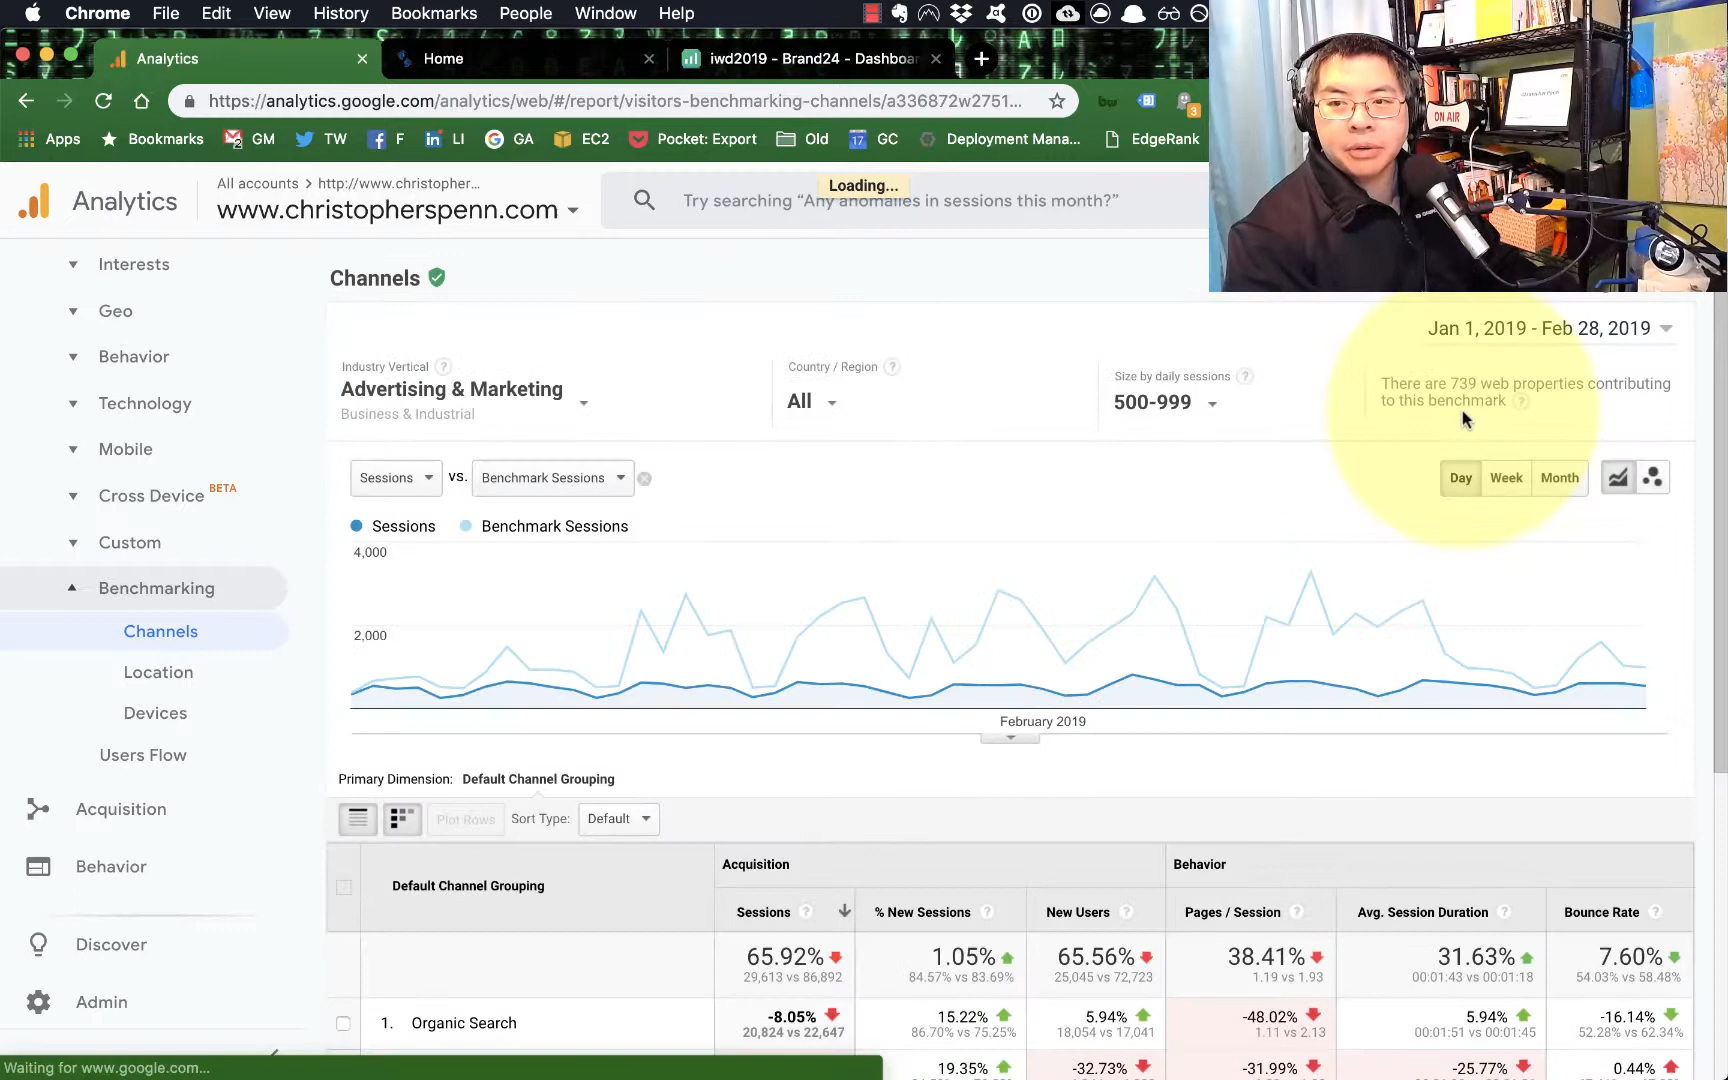 Chrome File Edit View History Bookmarks People Window Help
Analytics
Home
iwd2019 - Brand24 - Dashboar
https://analytics.google.com/analytics/web/#/report/visitors-benchmarking-channels/a336872w2751...
Apps Bookmarks GM TW F LI GA EC2 Pocket: Export Old GC Deployment Mana... EdgeRank
ON AIR
Analytics
All accounts > http://www.christopher...
www.christopherspenn.com
Loading...
Try searching "Any anomalies in sessions this month?"
Interests
Geo
Behavior
Technology
Mobile
Cross Device BETA
Custom
Benchmarking
Channels
Location
Devices
Users Flow
Acquisition
Behavior
Discover
Admin
Channels
Jan 1, 2019 - Feb 28, 2019
Industry Vertical
Advertising & Marketing
Business & Industrial
Country / Region
All
Size by daily sessions
500-999
There are 739 web properties contributing
to this benchmark
Sessions vs. Benchmark Sessions
Day Week Month
Sessions Benchmark Sessions
4,000
2,000
February 2019
Primary Dimension: Default Channel Grouping
Plot Rows Sort Type: Default
Default Channel Grouping
Acquisition Behavior
Sessions % New Sessions New Users Pages / Session Avg. Session Duration Bounce Rate
65.92% 1.05% 65.56% 38.41% 31.63% 7.60%
29,613 vs 86,892 84.57% vs 83.69% 25,045 vs 72,723 1.19 vs 1.93 00:01:43 vs 00:01:18 54.03% vs 58.48%
1. Organic Search -8.05% 15.22% 5.94% -48.02% 5.94% -16.14%
20,824 vs 22,647 86.70% vs 75.25% 18,054 vs 17,041 1.11 vs 2.13 00:01:51 vs 00:01:45 52.28% vs 62.34%
19.35% -32.73% -31.99% -25.77% 0.44%
Waiting for www.google.com...